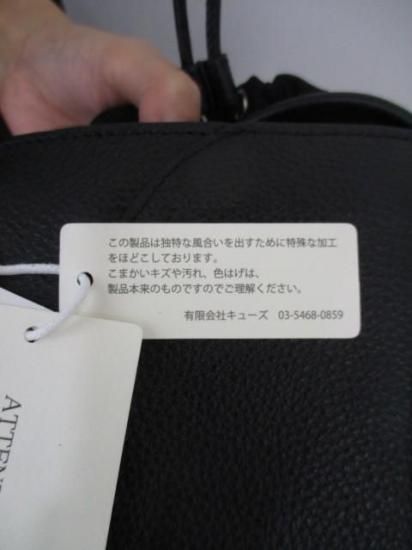 この製品は独特な風合いを出すために特殊な加工
をほどこしております。
こまかいキズや汚れ、色はげは、
製品本来のものですのでご理解ください。
有限会社キューズ 03-5468-0859
ATTEN